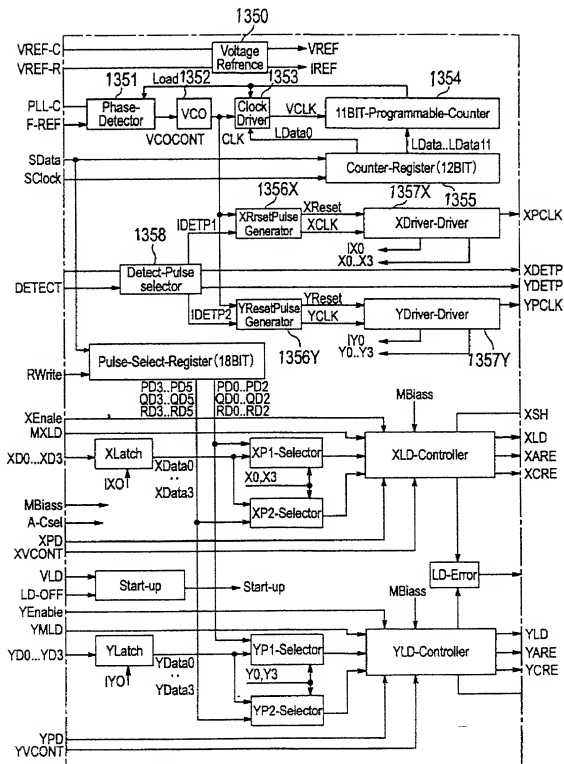 1350
VREF-C
Voltage
Refrence
VREF
VREF-R
IREF
1351
Load
1352
1353
1354
PLL-C
Phase-
Detector
VCO
Clock
Driver
VCLK
11BIT-Programmable-Counter
F-REF
VCOCONT
CLK
LData0
LData..LData11
SData
Counter-Register(12BIT)
SClock
1355
1356X
1357X
XRrsetPulse
Generator
XReset
XCLK
XDriver-Driver
XPCLK
IDETP1
1358
IX0
X0..X3
Detect-Pulse
selector
XDETP
DETECT
YDETP
IDETP2
YResetPulse
Generator
YReset
YCLK
YDriver-Driver
YPCLK
IY0
Y0..Y3
1356Y
1357Y
Pulse-Select-Register(18BIT)
RWrite
PD3..PD5
PD0..PD2
QD3..QD5
QD0..QD2
RD3..RD5
RD0..RD2
MBiass
XEnale
XSH
MXLD
XLD
XD0...XD3
XLatch
XData0
..
XData3
XP1-Selector
XLD-Controller
XARE
XCRE
IXO
X0,X3
MBiass
XP2-Selector
A-Csel
XPD
XVCONT
VLD
Start-up
Start-up
LD-Error
LD-OFF
YEnable
MBiass
YMLD
YLD
YD0...YD3
YLatch
YData0
..
YData3
YP1-Selector
YLD-Controller
YARE
YCRE
IYO
Y0,Y3
YP2-Selector
YPD
YVCONT